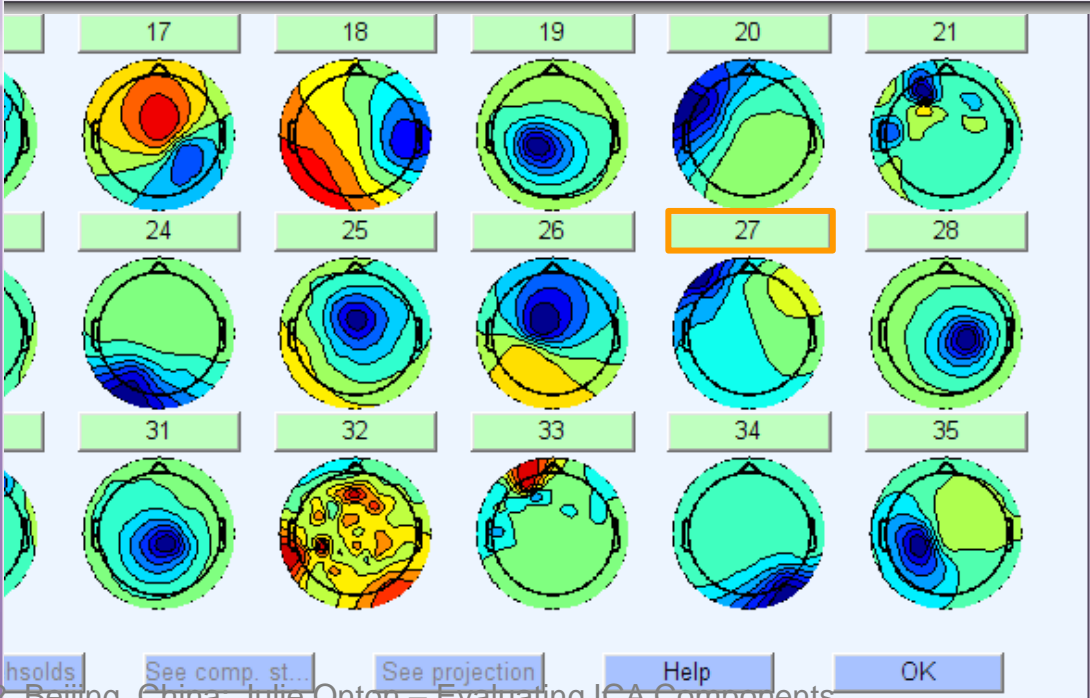 17 18 19 20 21
24 25 26 27 28
31 32 33 34 35
hsolds See comp. st... See projection Help OK
Beijing, China: Julie Onton – Evaluating ICA Components